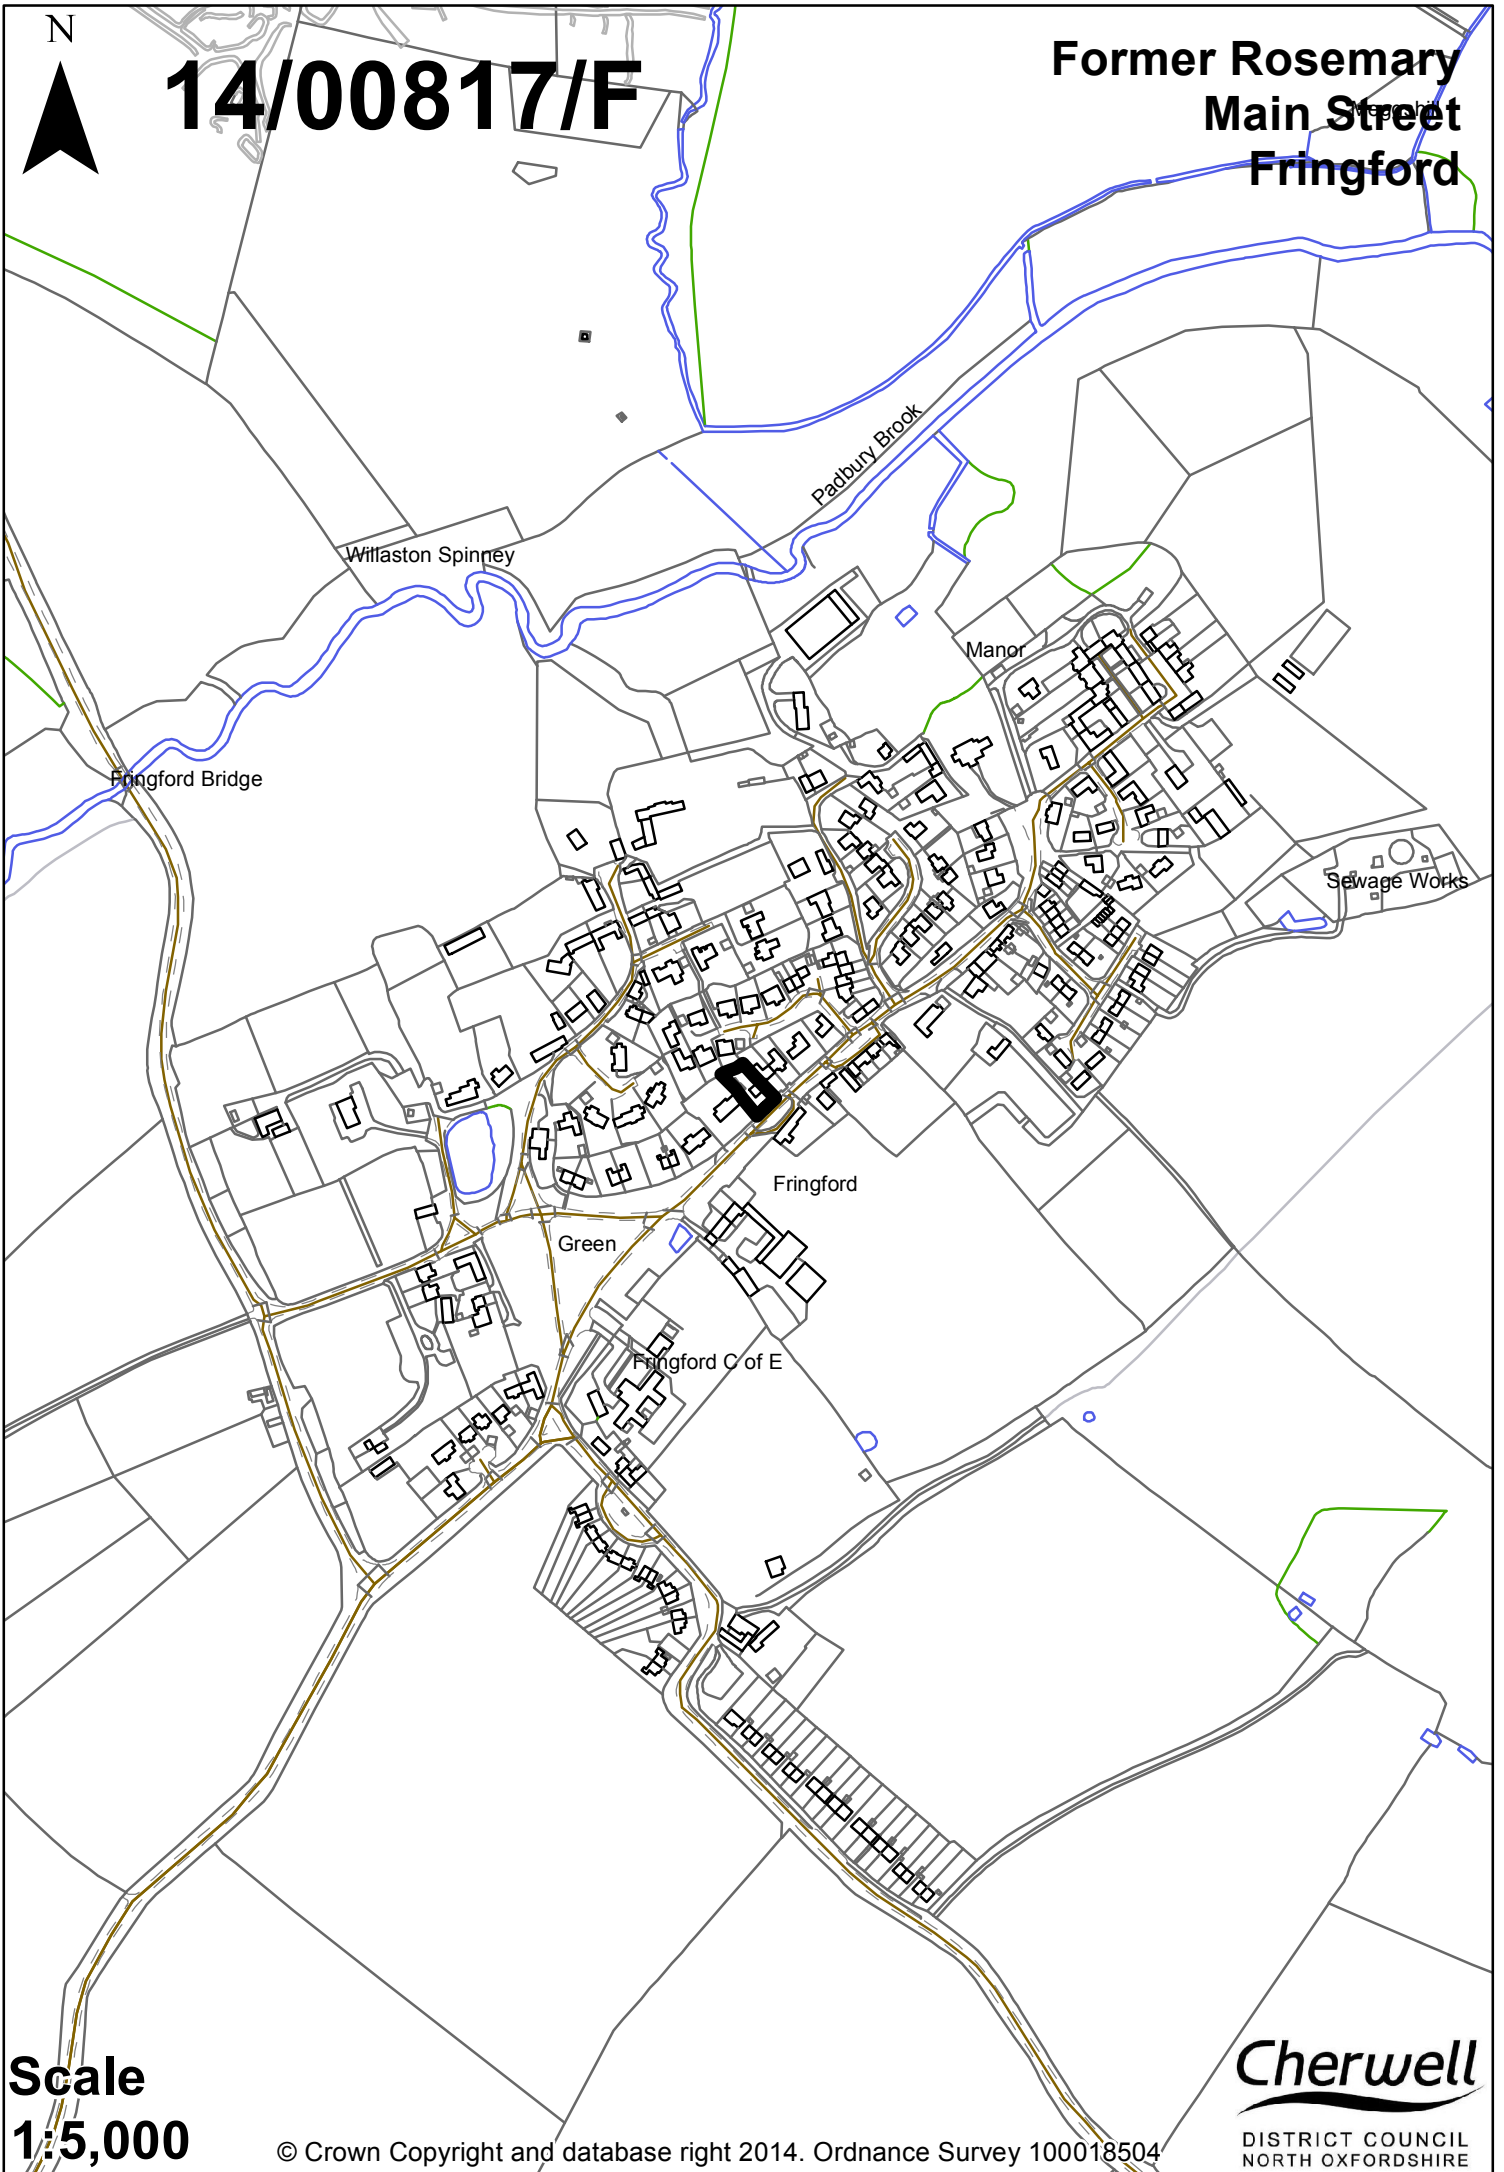 N
14/00817/F
Former Rosemary
Main Street
Fringford
Padbury Brook
Willaston Spinney
Manor
Fringford Bridge
Sewage Works
Fringford
Green
Fringford C of E
Scale
1:5,000
© Crown Copyright and database right 2014. Ordnance Survey 100018504
Cherwell
DISTRICT COUNCIL
NORTH OXFORDSHIRE